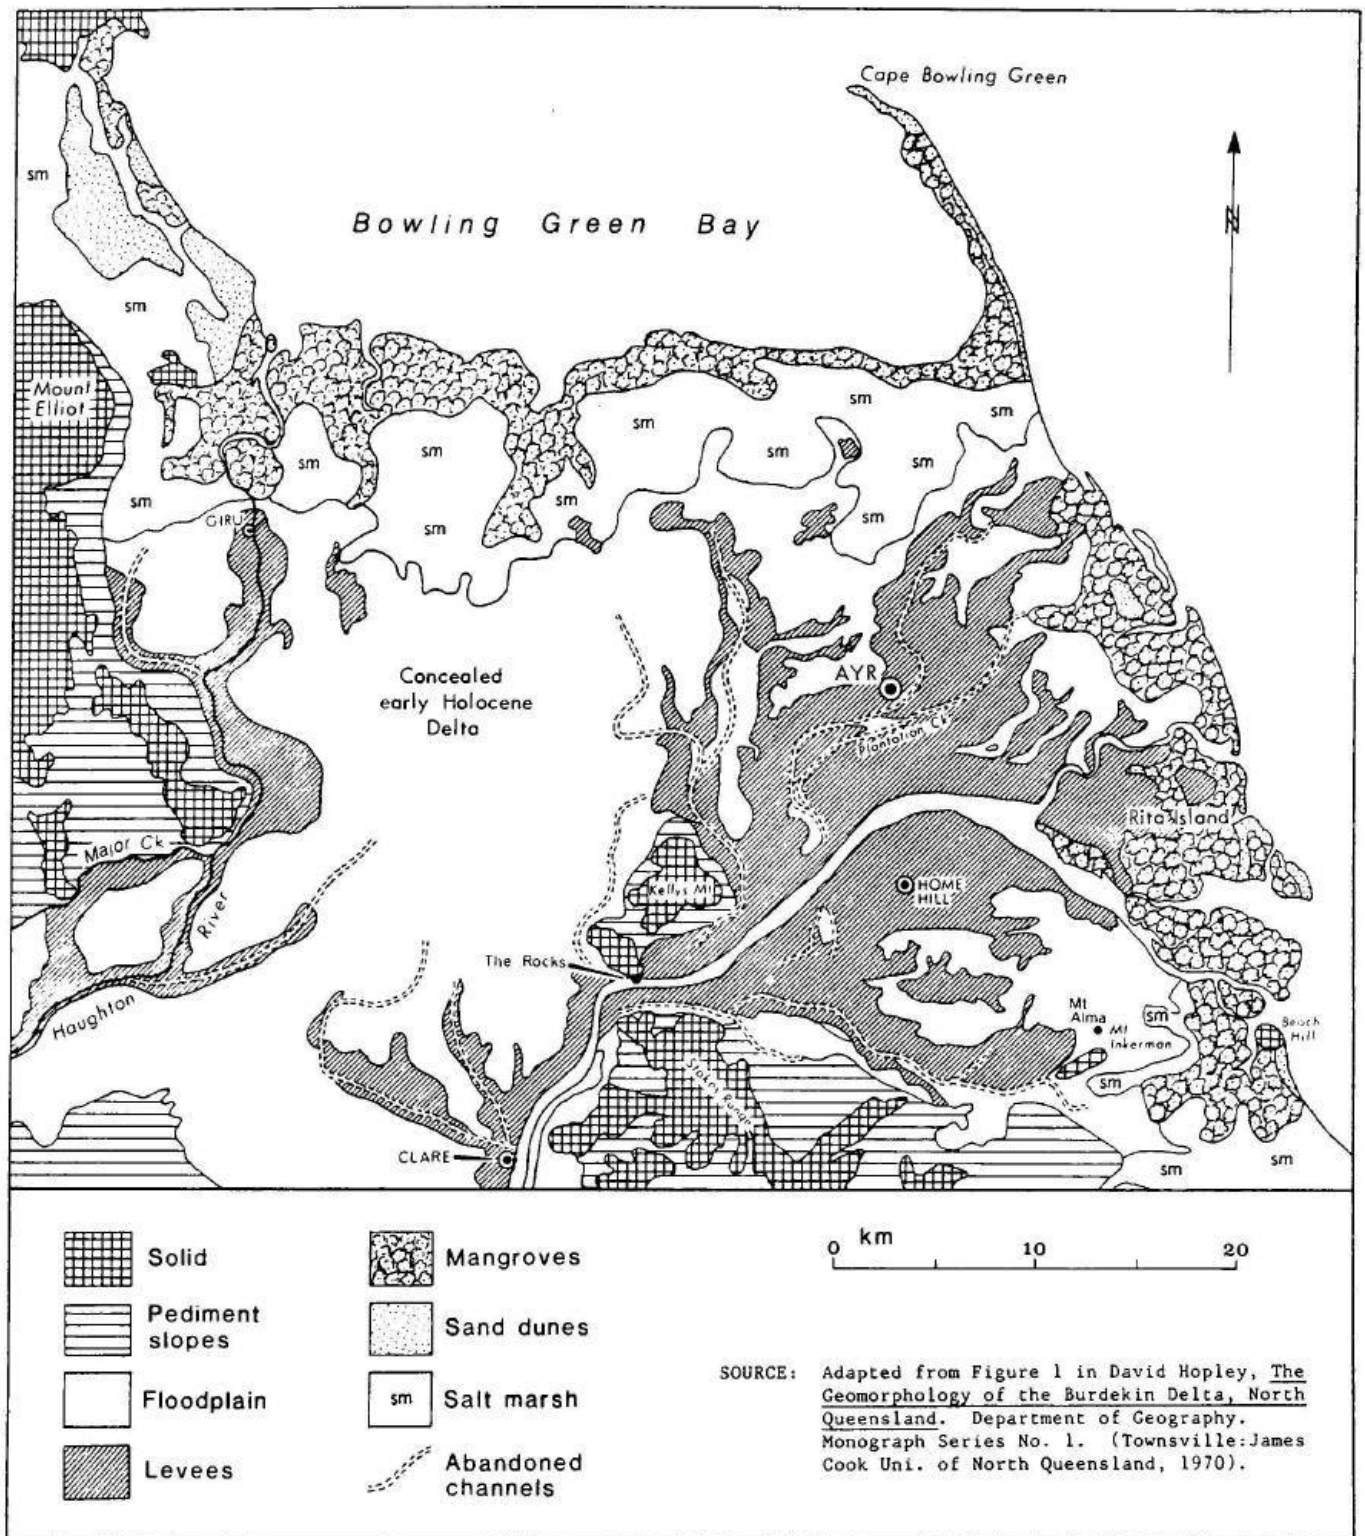 Cape Bowling Green
N
sm
Bowling Green Bay
sm
Mount
Elliot
sm
sm
sm
sm
sm
sm
sm
sm
sm
sm
sm
sm
GIRU
Concealed
early Holocene
Delta
AYR
Plantation Ck
Rita Island
Major Ck
Kellys Mt
HOME
HILL
River
The Rocks
Haughton
Mt
Alma
Mt
Inkerman
sm
Beach
Hill
sm
Stokes Range
CLARE
sm
sm
Solid
Pediment
slopes
Floodplain
Levees
Mangroves
Sand dunes
sm
Salt marsh
Abandoned
channels
km
0 10 20
SOURCE: Adapted from Figure 1 in David Hopley, The
Geomorphology of the Burdekin Delta, North
Queensland. Department of Geography.
Monograph Series No. 1. (Townsville:James
Cook Uni. of North Queensland, 1970).